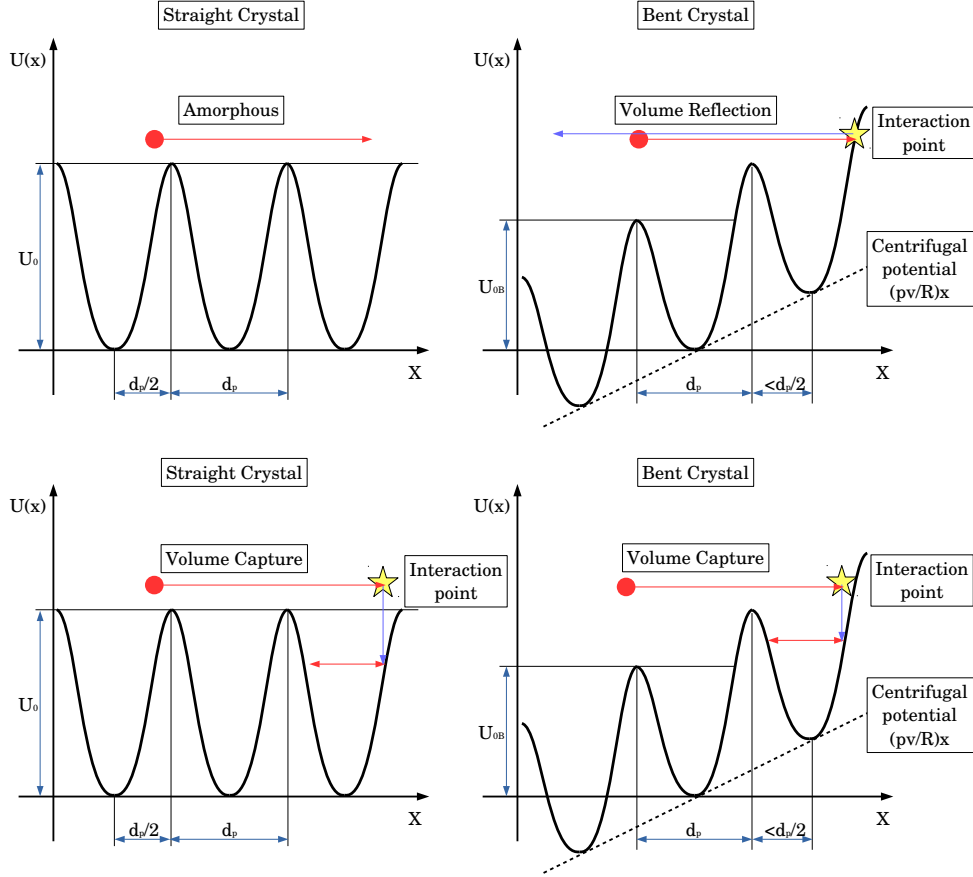 Straight Crystal
U(x)
Amorphous
U₀
X
dₚ/2
dₚ
Bent Crystal
U(x)
Volume Reflection
Interaction
point
Centrifugal
potential
(pv/R)x
U₀B
X
dₚ
<dₚ/2
Straight Crystal
U(x)
Volume Capture
Interaction
point
U₀
X
dₚ/2
dₚ
Bent Crystal
U(x)
Volume Capture
Interaction
point
Centrifugal
potential
(pv/R)x
U₀B
X
dₚ
<dₚ/2